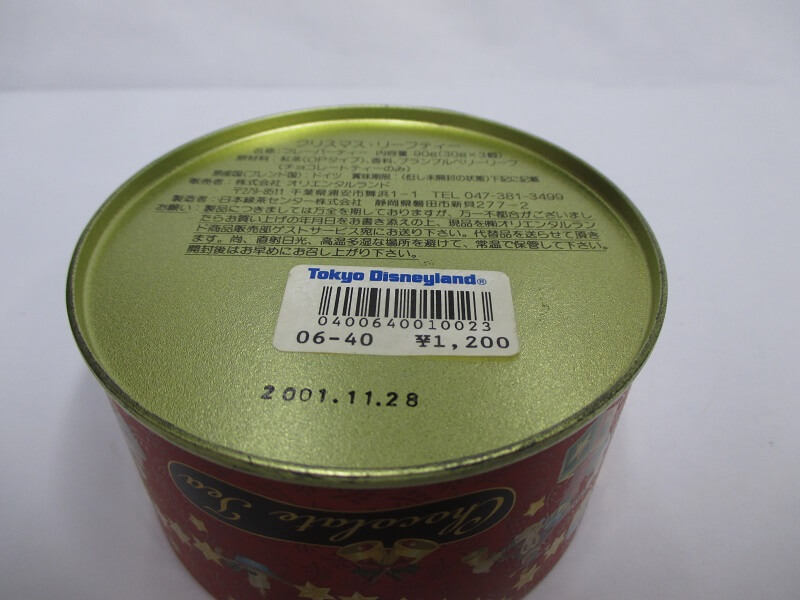 クリスマス・リーフティー
品名：フレーバーティー 内容量 90g(30g×3個)
原材料：紅茶(OPタイプ)、香料、ブランブルベリーリーフ
(チョコレートティーのみ)
原産国(ブレンド国)：ドイツ 賞味期限：(但し未開封の状態)下記に記載
販売者：株式会社 オリエンタルランド
〒279-8511 千葉県浦安市舞浜1-1 TEL 047-381-3499
製造者：日本緑茶センター株式会社 静岡県磐田市新貝277-2
お願い：製品につきましては万全を期しておりますが、万一不都合がございまし
たらお買い上げの年月日をお書き添えの上、現品を㈱オリエンタルラン
ド商品販売部ゲストサービス宛にお送り下さい。代替品を送らせて頂き
ます。尚、直射日光、高温多湿な場所を避けて、常温で保管して下さい。
開封後はお早めにお召し上がり下さい。
Tokyo Disneyland®
0400640010023
06-40 ¥1,200
2001.11.28
Chocolate Tea